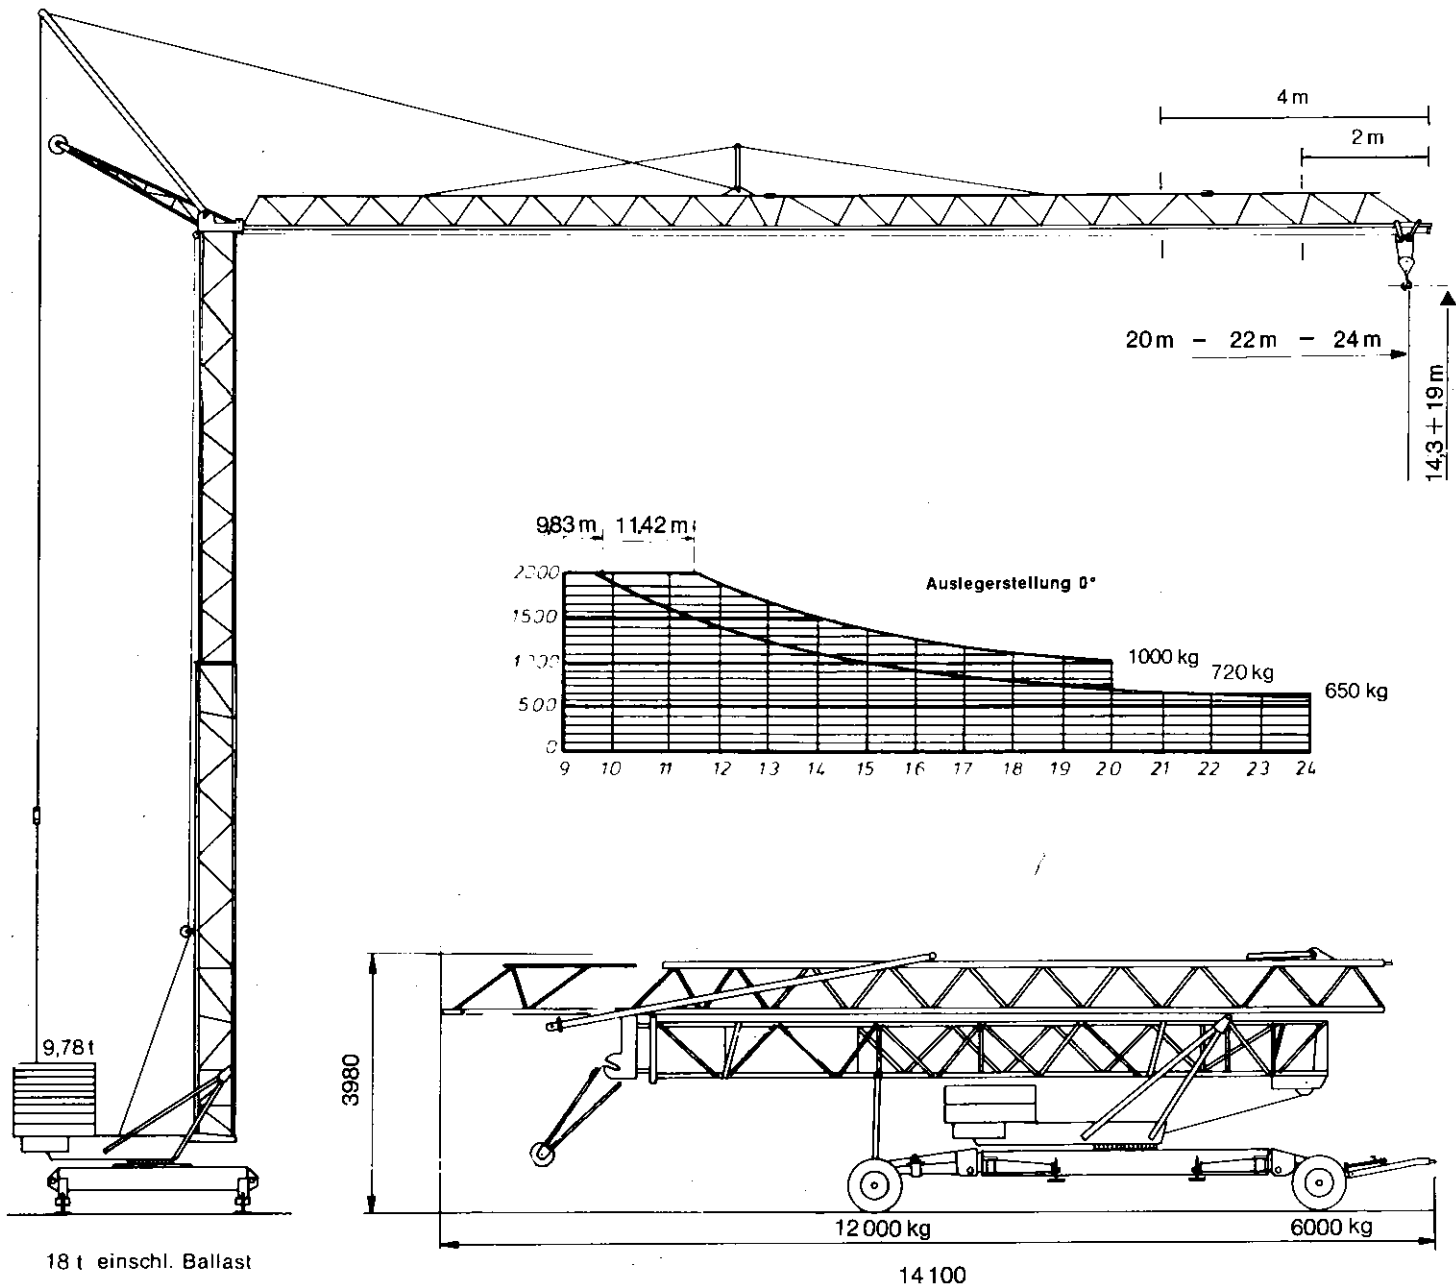 4 m
2 m
20 m - 22 m - 24 m
14,3 + 19 m
9,83 m 11,42 m
Auslegerstellung 0°
2000
1500
1000
500
0
1000 kg
720 kg
650 kg
9 10 11 12 13 14 15 16 17 18 19 20 21 22 23 24
9,78 t
3980
12 000 kg
6000 kg
18 t einschl. Ballast
14 100